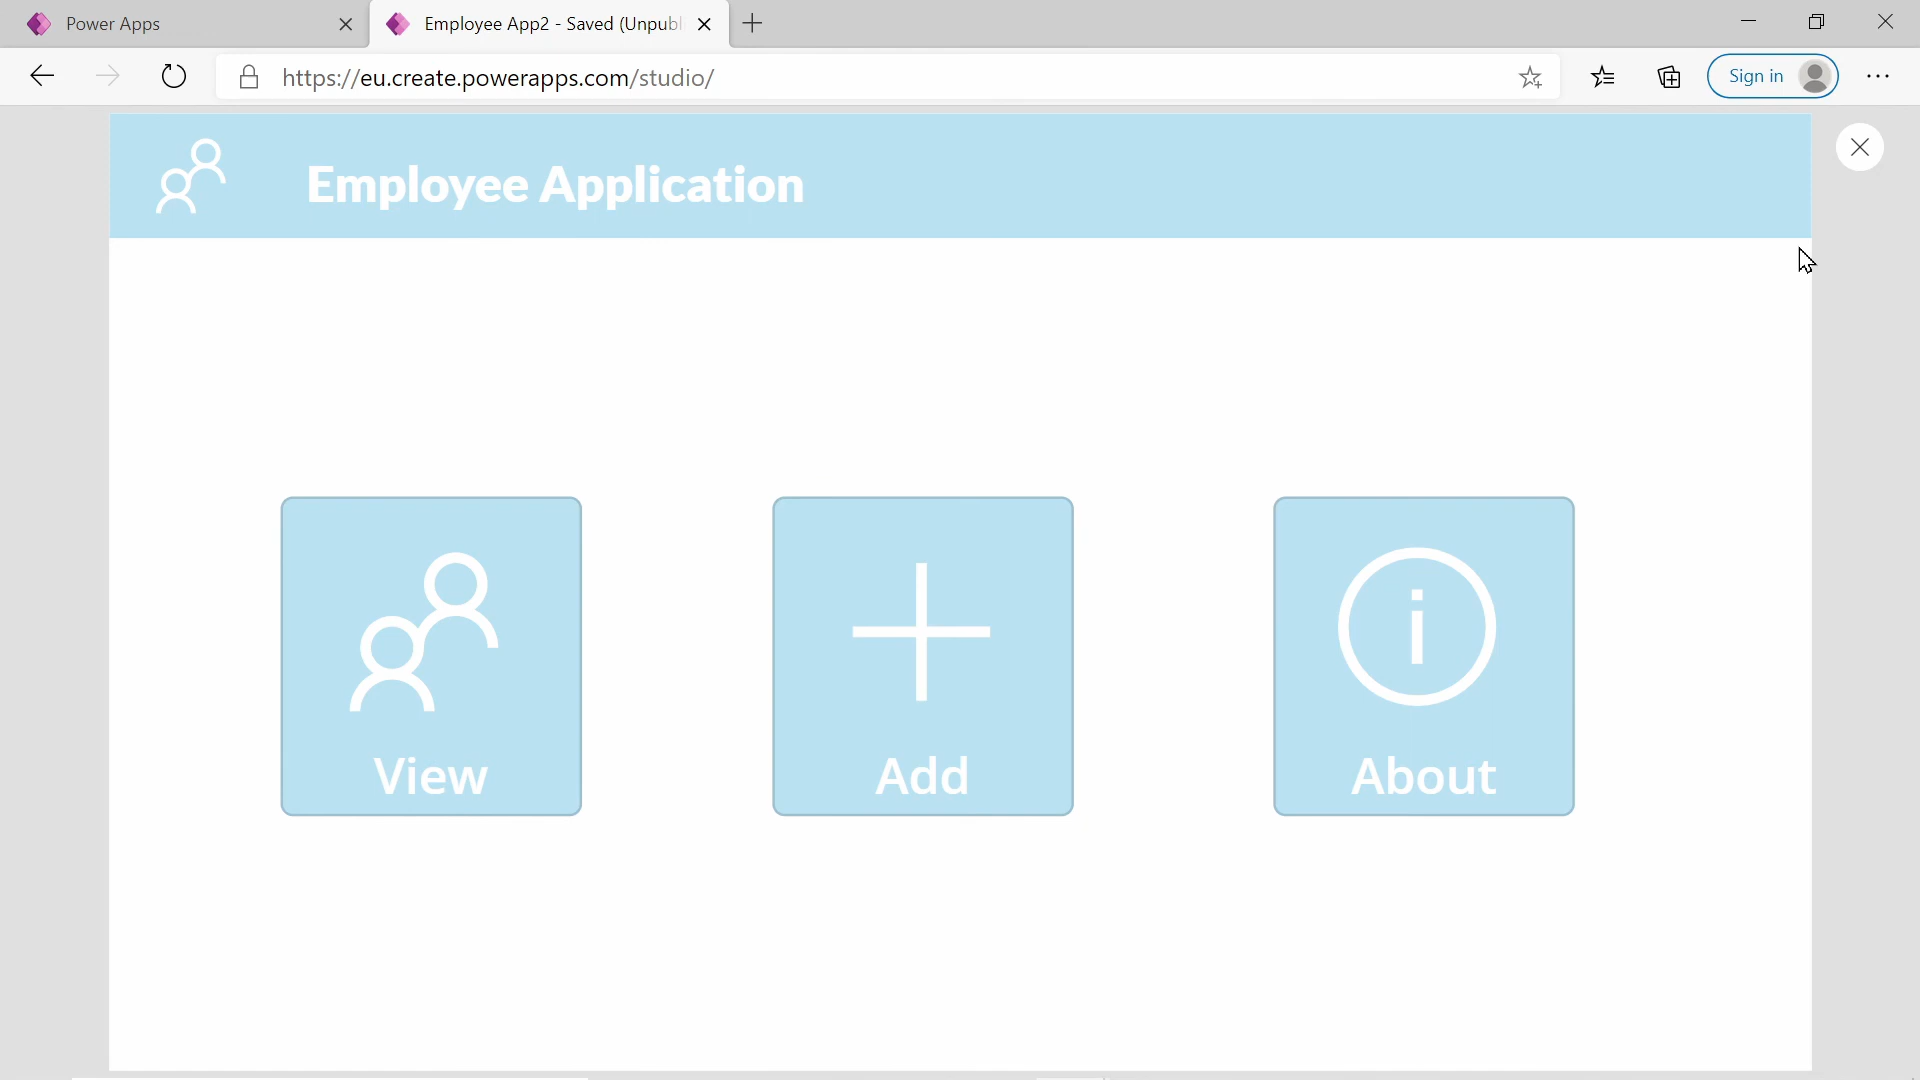 Power Apps
Employee App2 - Saved (Unpubl
https://eu.create.powerapps.com/studio/
Sign in
Employee Application
View
Add
About